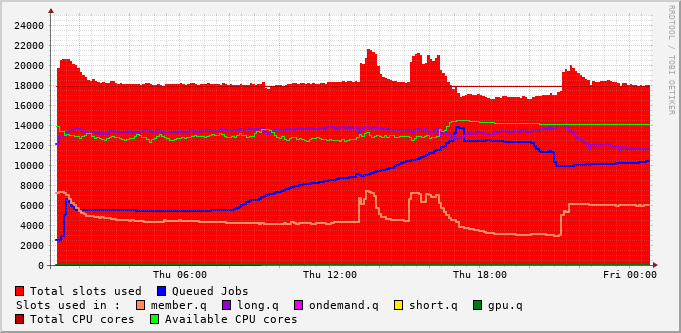 24000
22000
20000
18000
16000
14000
12000
10000
8000
6000
4000
2000
0
Thu 06:00 Thu 12:00 Thu 18:00 Fri 00:00
RRDTOOL / TOBI OETIKER
Total slots used Queued Jobs
Slots used in : member.q long.q ondemand.q short.q gpu.q
Total CPU cores Available CPU cores